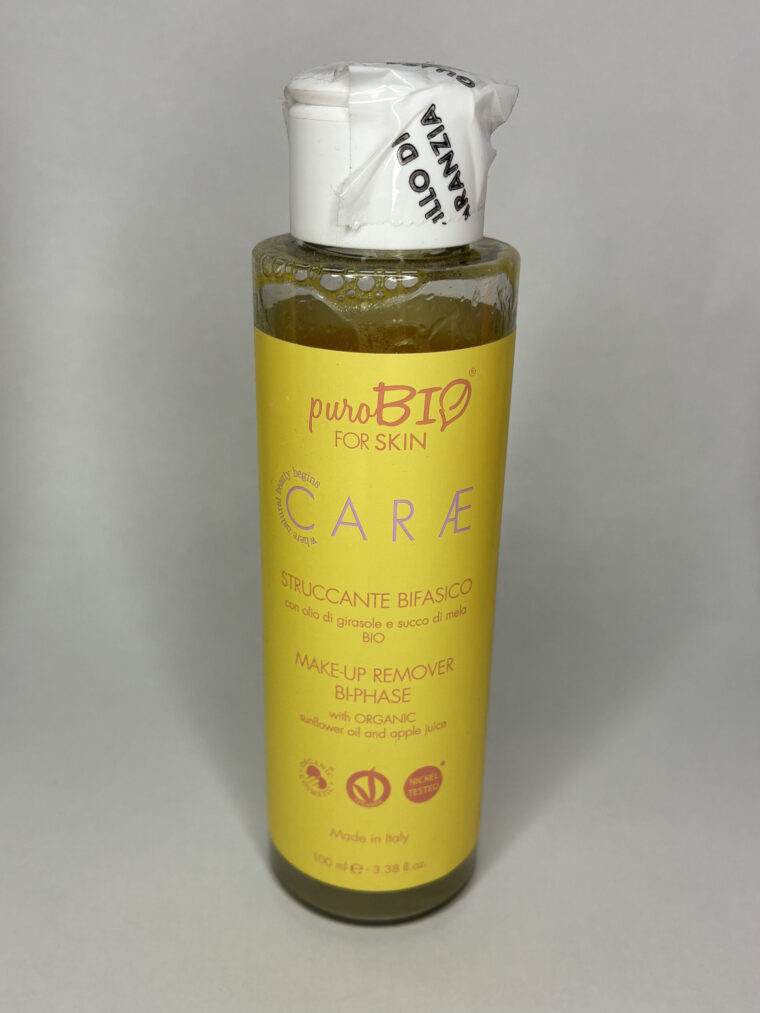 ILLO DI
ARANZIA
puroBIO®
FOR SKIN
where natural beauty begins
CARÆ
STRUCCANTE BIFASICO
con olio di girasole e succo di mela
BIO
MAKE-UP REMOVER
BI-PHASE
with ORGANIC
sunflower oil and apple juice
NICKEL
TESTED
Made in Italy
100 ml ℮ - 3.38 fl.oz.